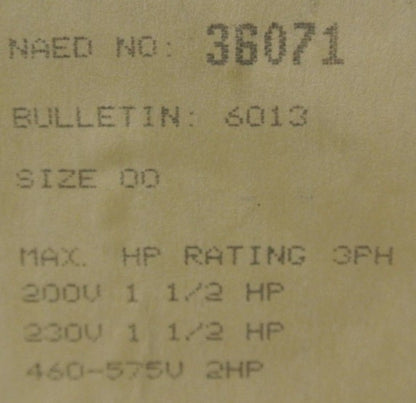 NAED NO: 36071
BULLETIN: 6013
SIZE 00
MAX. HP RATING 3PH
200V 1 1/2 HP
230V 1 1/2 HP
460-575V 2HP